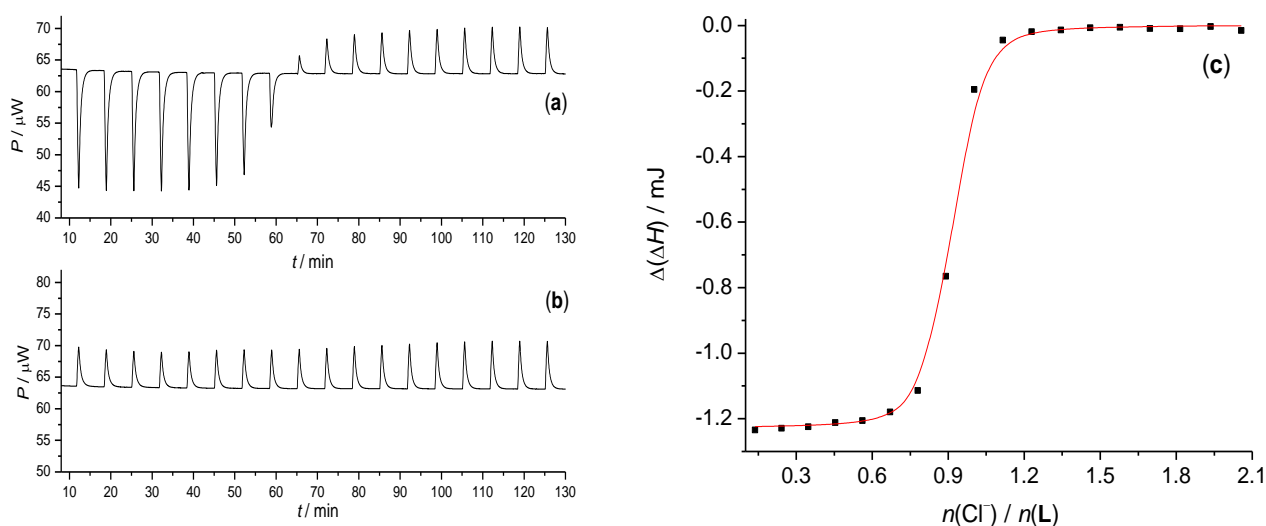 70
65
60
55
50
45
40
P / μW
(a)
10 20 30 40 50 60 70 80 90 100 110 120 130
t / min
80
75
70
65
60
55
50
P / μW
(b)
10 20 30 40 50 60 70 80 90 100 110 120 130
t / min
0.0
-0.2
-0.4
-0.6
-0.8
-1.0
-1.2
Δ(ΔH) / mJ
(c)
0.3 0.6 0.9 1.2 1.5 1.8 2.1
n(Cl⁻) / n(L)